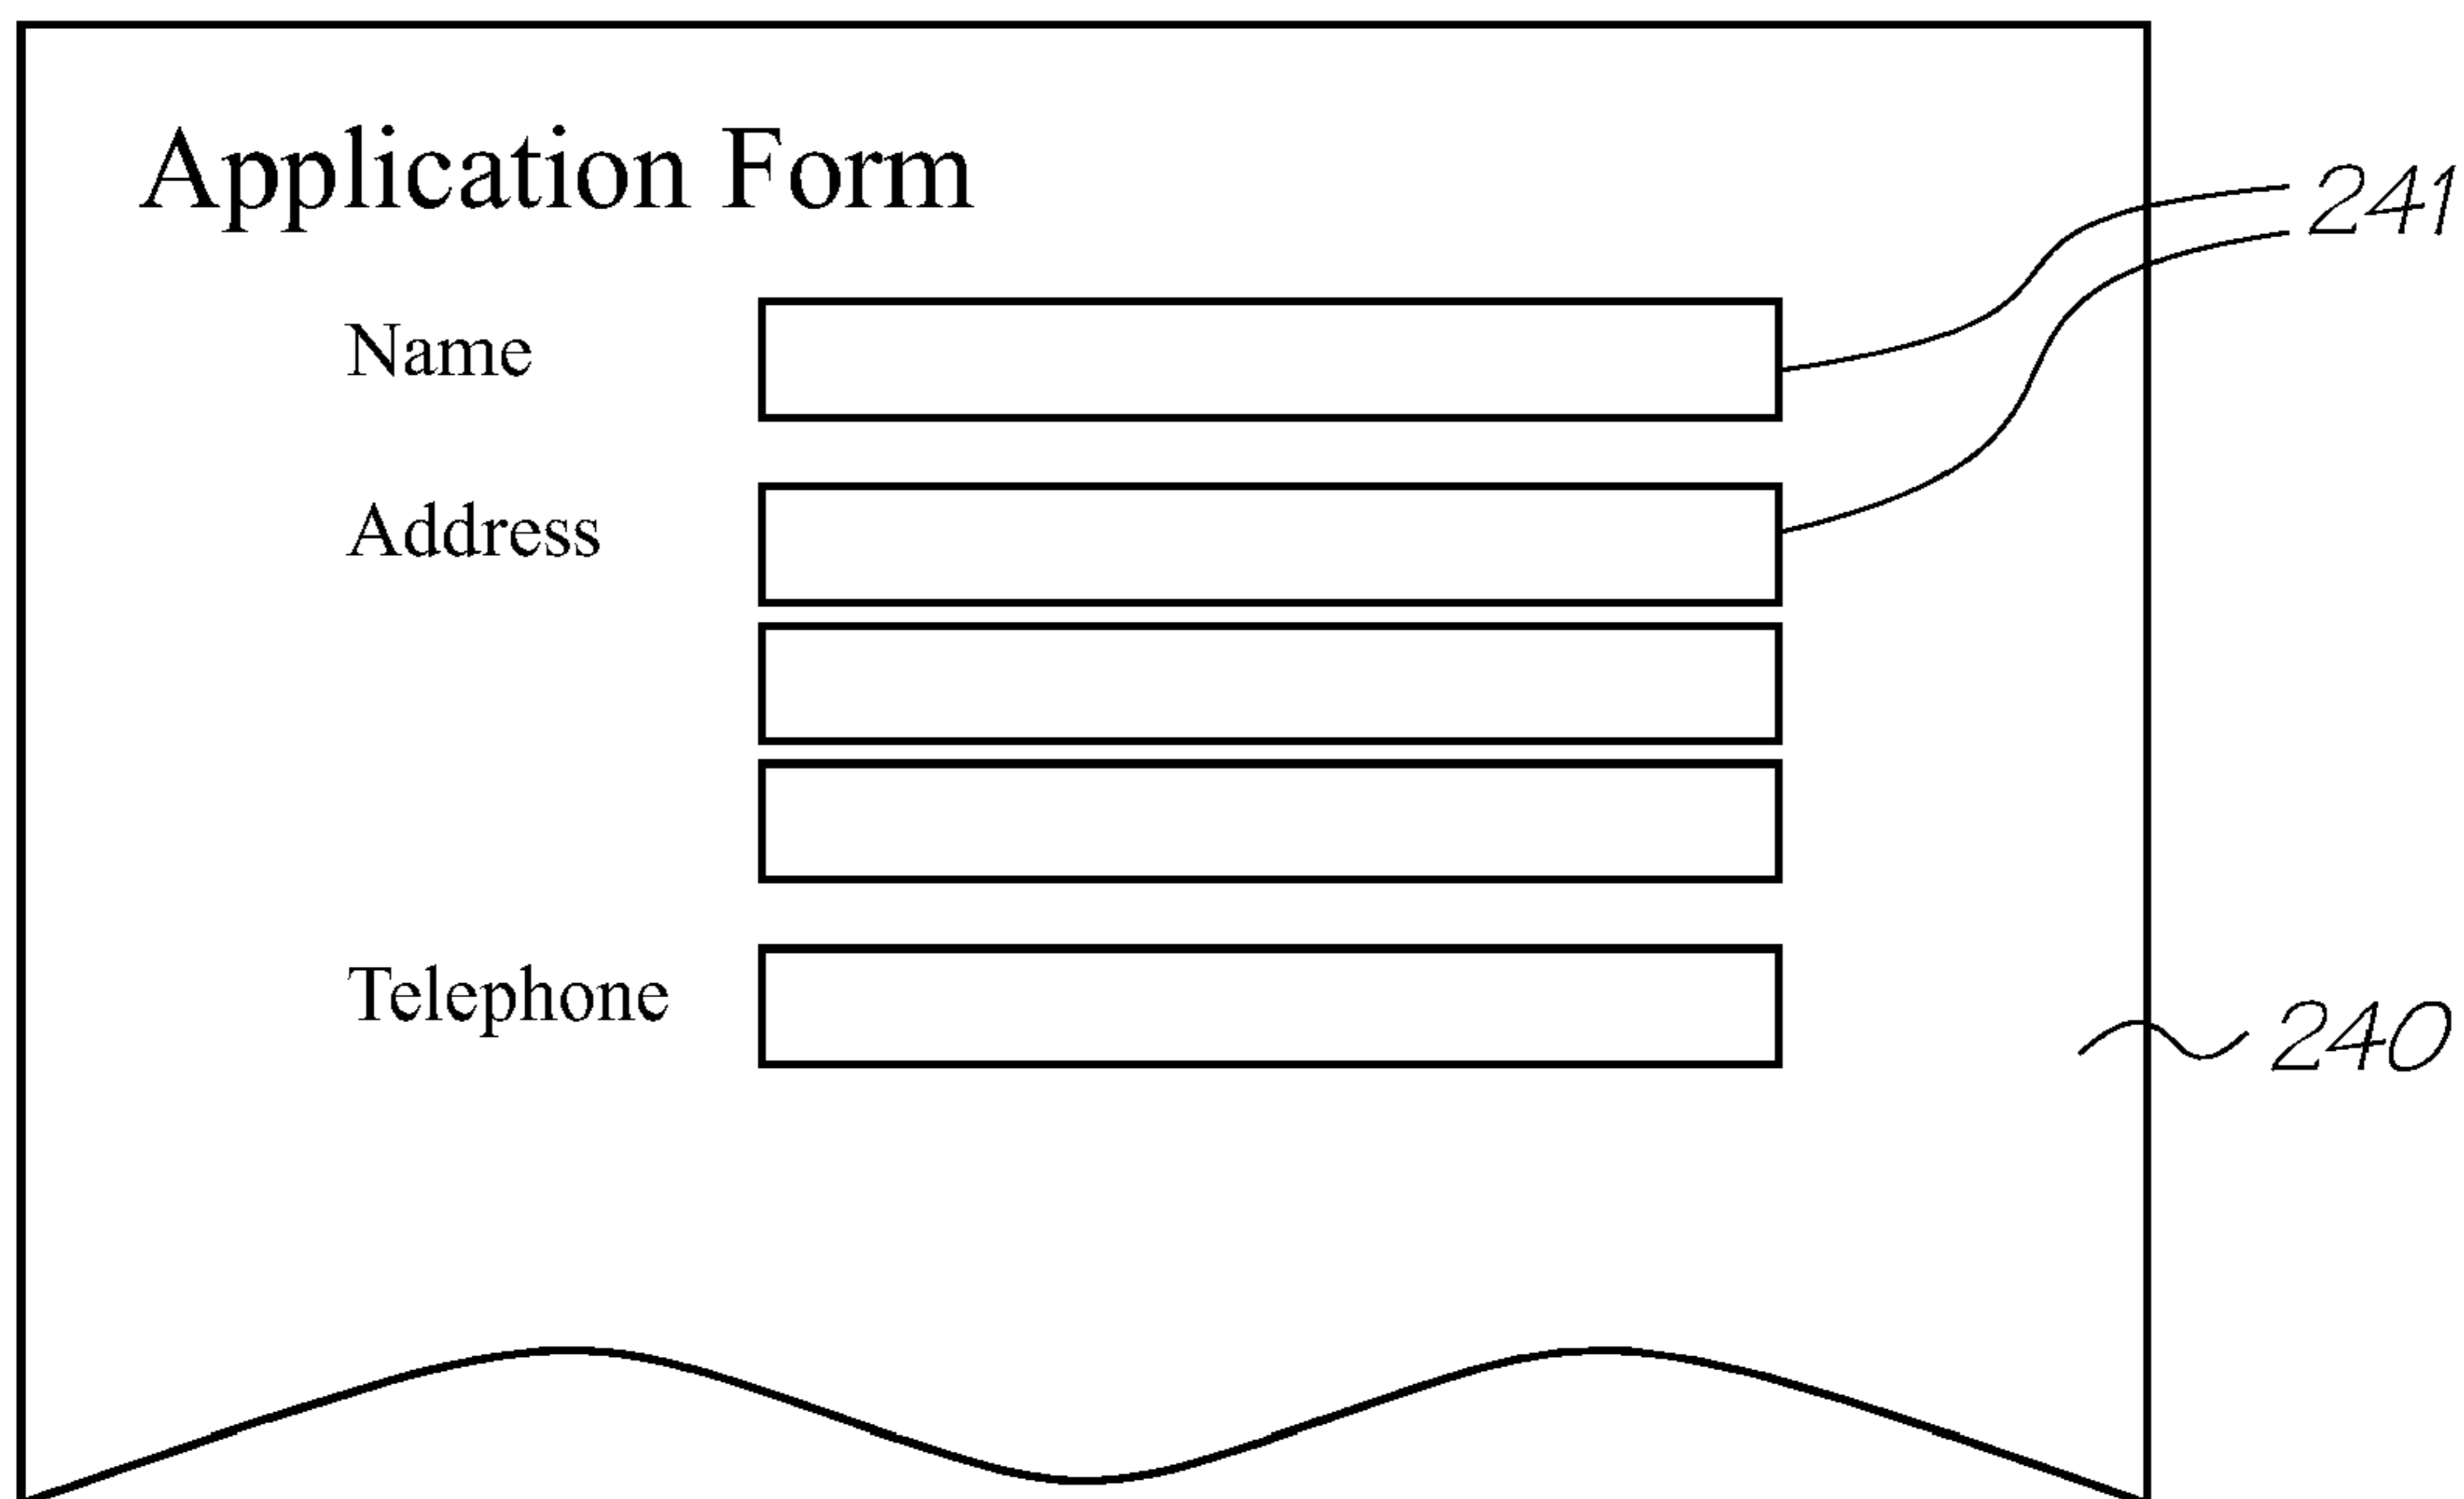 Application Form
241
Name
Address
Telephone
240